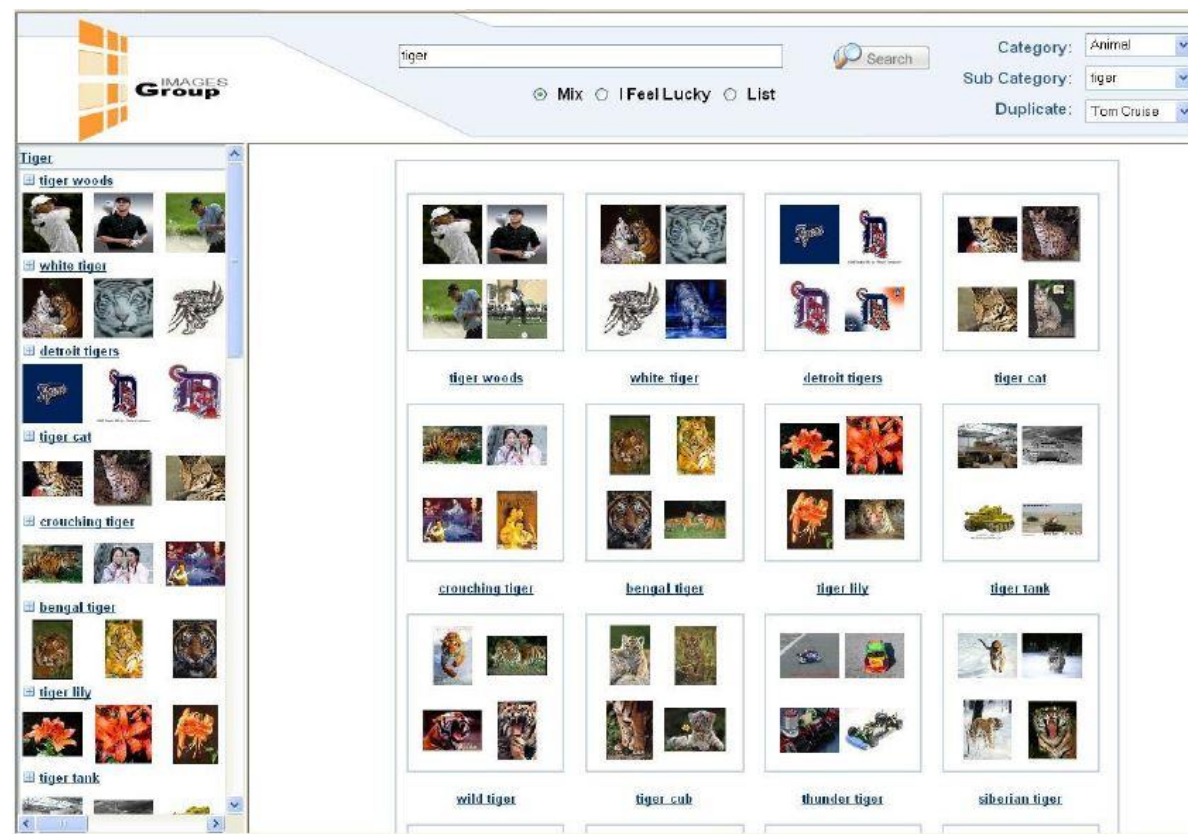 tiger
Search
Mix
I Feel Lucky
List
Category:
Animal
Sub Category:
tiger
Duplicate:
Tom Cruise
IMAGES
Group
Tiger
tiger woods
white tiger
detroit tigers
tiger cat
crouching tiger
bengal tiger
tiger lily
tiger tank
tiger woods
white tiger
detroit tigers
tiger cat
crouching tiger
bengal tiger
tiger lily
tiger tank
wild tiger
tiger cub
thunder tiger
siberian tiger